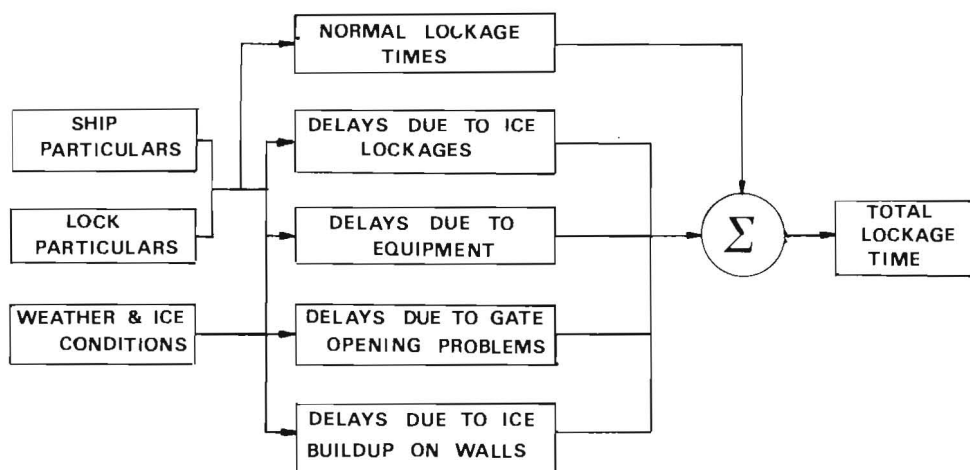 NORMAL LOCKAGE
TIMES
SHIP
PARTICULARS
DELAYS DUE TO ICE
LOCKAGES
LOCK
PARTICULARS
DELAYS DUE TO
EQUIPMENT
Σ
TOTAL
LOCKAGE
TIME
WEATHER & ICE
CONDITIONS
DELAYS DUE TO GATE
OPENING PROBLEMS
DELAYS DUE TO ICE
BUILDUP ON WALLS